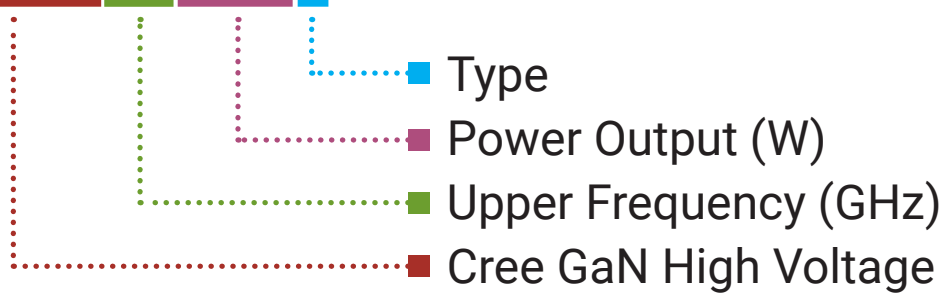 Type
Power Output (W)
Upper Frequency (GHz)
Cree GaN High Voltage